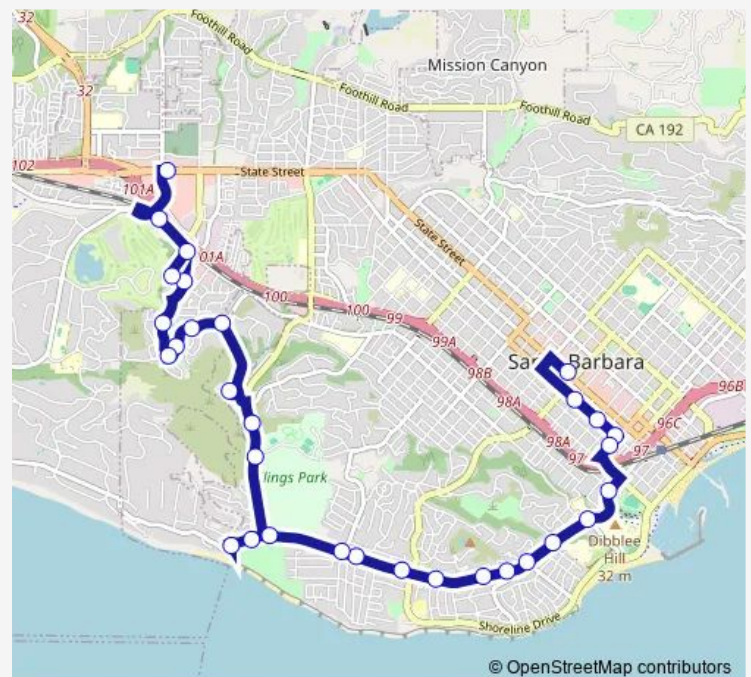 32
Foothill Road
Mission Canyon
32
Foothill Road
Foothill Road
CA 192
102
State Street
101A
State Street
01A
100
100
99
99A
Sa
Barbara
98B
96B
98A
96C
98A
97
97
lings Park
Dibblee
Hill
32 m
Shoreline Drive
© OpenStreetMap contributors